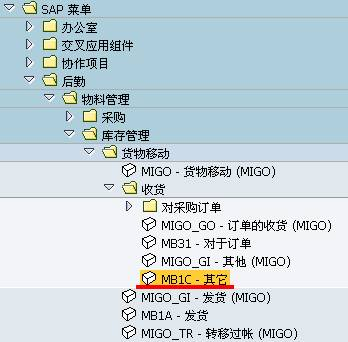 SAP 菜单
办公室
交叉应用组件
协作项目
后勤
物料管理
采购
库存管理
货物移动
MIGO - 货物移动 (MIGO)
收货
对采购订单
MIGO_GO - 订单的收货 (MIGO)
MB31 - 对于订单
MIGO_GI - 其他 (MIGO)
MB1C - 其它
MIGO_GI - 发货 (MIGO)
MB1A - 发货
MIGO_TR - 转移过帐 (MIGO)